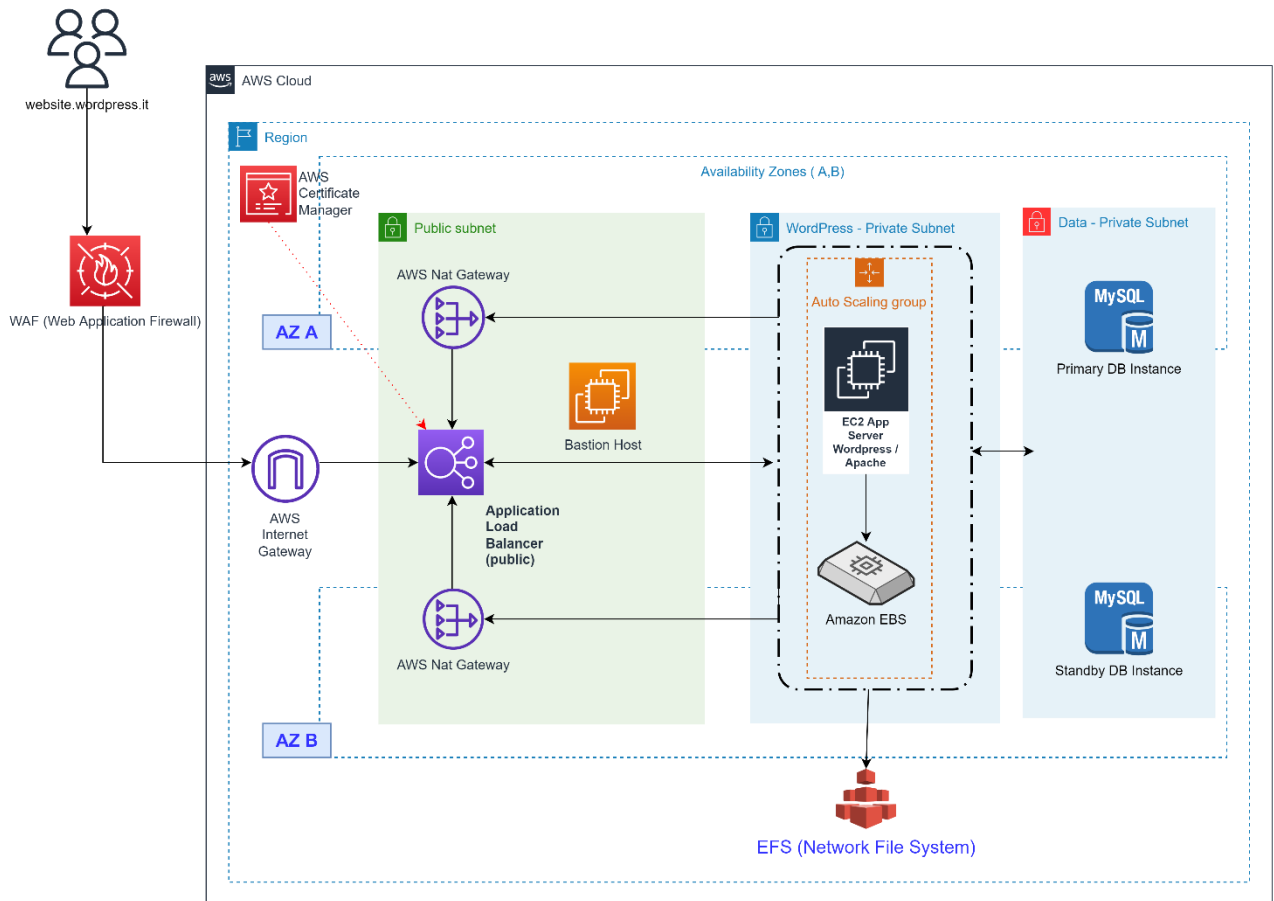 website.wordpress.it
aws
AWS Cloud
Region
Availability Zones ( A,B)
AWS
Certificate
Manager
Public subnet
WordPress - Private Subnet
Data - Private Subnet
AWS Nat Gateway
Auto Scaling group
MySQL
M
WAF (Web Application Firewall)
AZ A
Primary DB Instance
EC2 App
Server
Wordpress /
Apache
Bastion Host
AWS
Internet
Gateway
Application
Load
Balancer
(public)
Amazon EBS
MySQL
M
AWS Nat Gateway
Standby DB Instance
AZ B
EFS (Network File System)